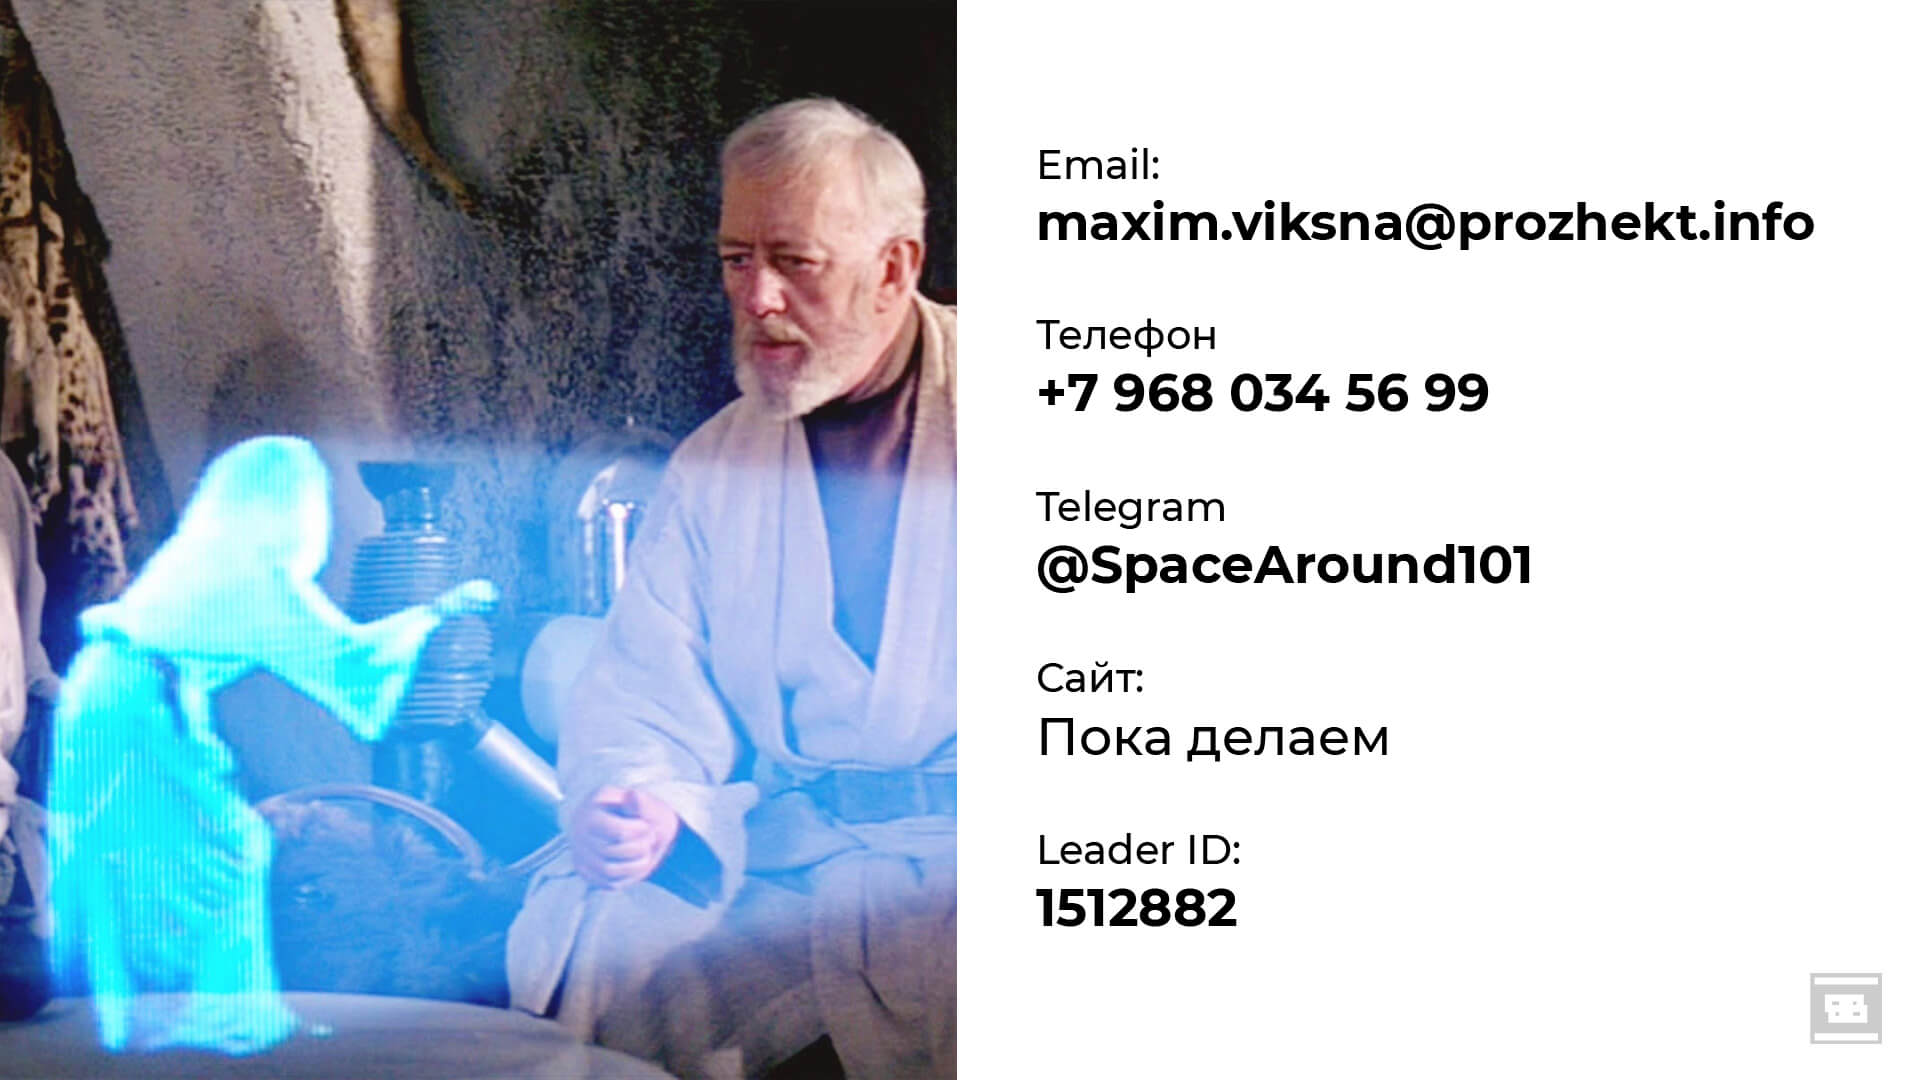 Email:
maxim.viksna@prozhekt.info
Телефон
+7 968 034 56 99
Telegram
@SpaceAround101
Сайт:
Пока делаем
Leader ID:
1512882